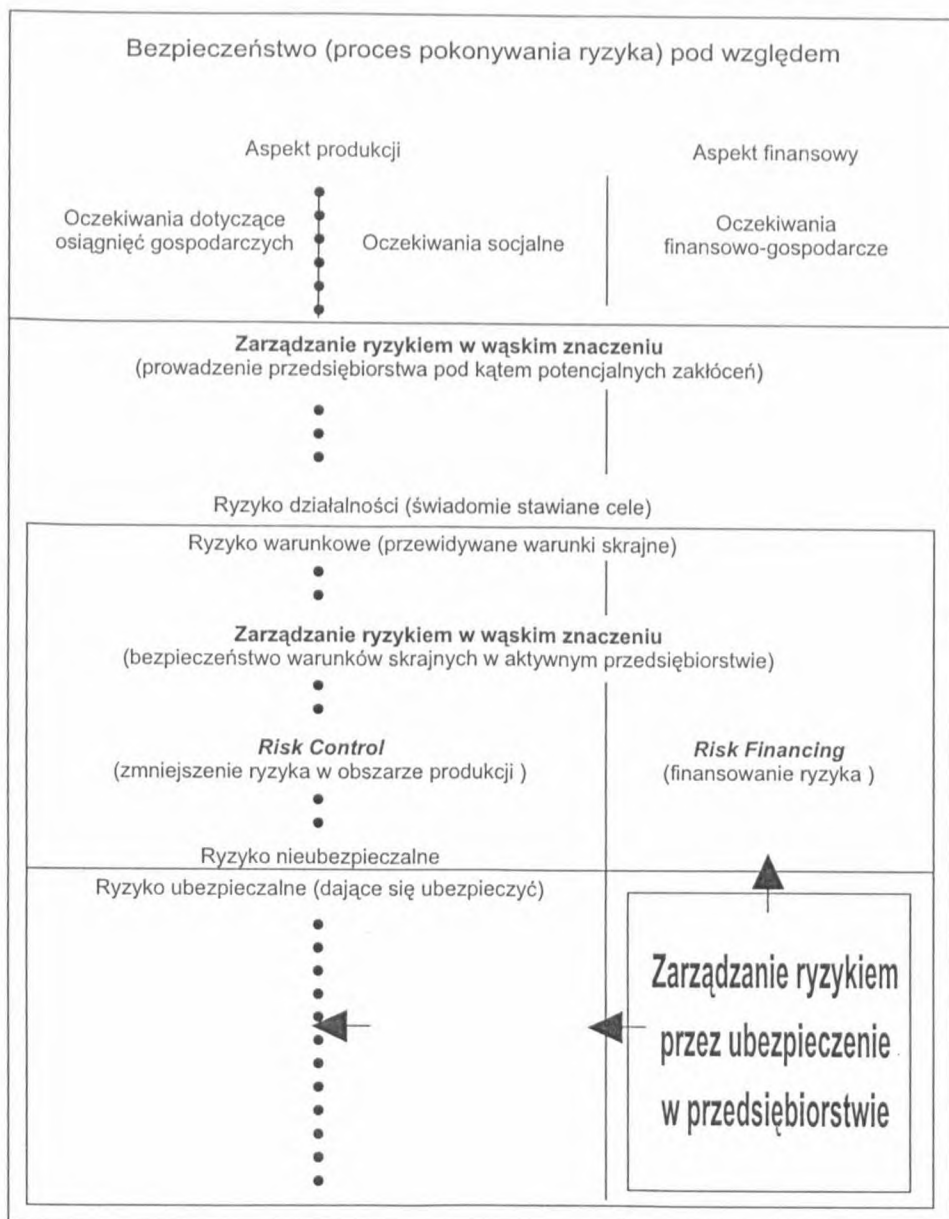 Bezpieczeństwo (proces pokonywania ryzyka) pod względem
Aspekt produkcji
Aspekt finansowy
Oczekiwania dotyczące
osiągnięć gospodarczych
Oczekiwania socjalne
Oczekiwania
finansowo-gospodarcze
Zarządzanie ryzykiem w wąskim znaczeniu
(prowadzenie przedsiębiorstwa pod kątem potencjalnych zakłóceń)
Ryzyko działalności (świadomie stawiane cele)
Ryzyko warunkowe (przewidywane warunki skrajne)
Zarządzanie ryzykiem w wąskim znaczeniu
(bezpieczeństwo warunków skrajnych w aktywnym przedsiębiorstwie)
Risk Control
(zmniejszenie ryzyka w obszarze produkcji )
Risk Financing
(finansowanie ryzyka )
Ryzyko nieubezpieczalne
Ryzyko ubezpieczalne (dające się ubezpieczyć)
Zarządzanie ryzykiem
przez ubezpieczenie
w przedsiębiorstwie